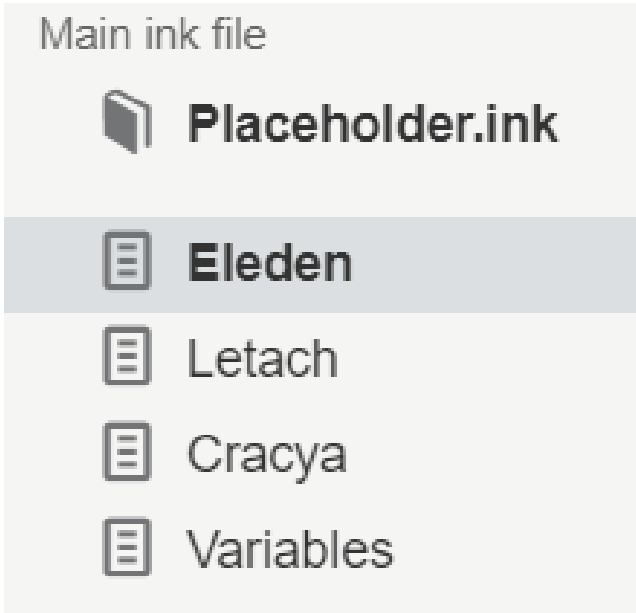 Main ink file
Placeholder.ink
Eleden
Letach
Cracya
Variables